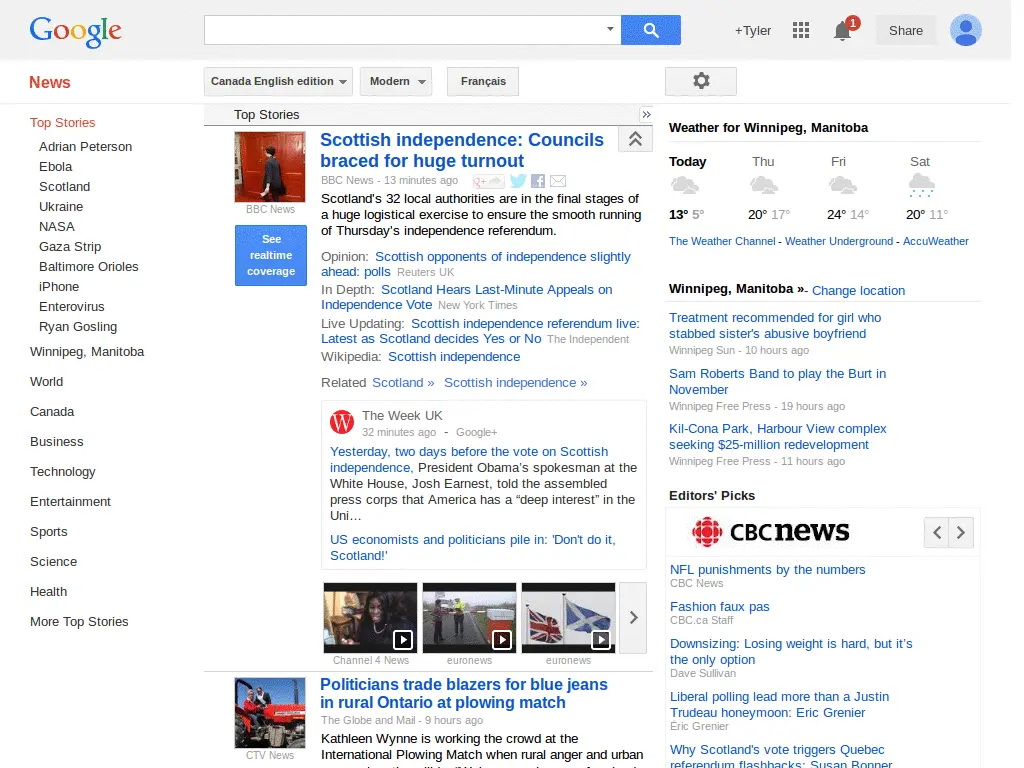 Google
+Tyler
1
Share
News
Canada English edition
Modern
Français
Top Stories
Adrian Peterson
Ebola
Scotland
Ukraine
NASA
Gaza Strip
Baltimore Orioles
iPhone
Enterovirus
Ryan Gosling
Winnipeg, Manitoba
World
Canada
Business
Technology
Entertainment
Sports
Science
Health
More Top Stories
Top Stories
»
BBC News
See
realtime
coverage
Scottish independence: Councils
braced for huge turnout
BBC News - 13 minutes ago
Scotland's 32 local authorities are in the final stages of
a huge logistical exercise to ensure the smooth running
of Thursday's independence referendum.
Opinion: Scottish opponents of independence slightly
ahead: polls Reuters UK
In Depth: Scotland Hears Last-Minute Appeals on
Independence Vote New York Times
Live Updating: Scottish independence referendum live:
Latest as Scotland decides Yes or No The Independent
Wikipedia: Scottish independence
Related Scotland » Scottish independence »
The Week UK
32 minutes ago - Google+
Yesterday, two days before the vote on Scottish
independence, President Obama's spokesman at the
White House, Josh Earnest, told the assembled
press corps that America has a “deep interest” in the
Uni…
US economists and politicians pile in: 'Don't do it,
Scotland!'
Channel 4 News
euronews
euronews
CTV News
Politicians trade blazers for blue jeans
in rural Ontario at plowing match
The Globe and Mail - 9 hours ago
Kathleen Wynne is working the crowd at the
International Plowing Match when rural anger and urban
Weather for Winnipeg, Manitoba
Today Thu Fri Sat
13° 5° 20° 17° 24° 14° 20° 11°
The Weather Channel - Weather Underground - AccuWeather
Winnipeg, Manitoba »- Change location
Treatment recommended for girl who
stabbed sister's abusive boyfriend
Winnipeg Sun - 10 hours ago
Sam Roberts Band to play the Burt in
November
Winnipeg Free Press - 19 hours ago
Kil-Cona Park, Harbour View complex
seeking $25-million redevelopment
Winnipeg Free Press - 11 hours ago
Editors' Picks
CBCnews
NFL punishments by the numbers
CBC News
Fashion faux pas
CBC.ca Staff
Downsizing: Losing weight is hard, but it’s
the only option
Dave Sullivan
Liberal polling lead more than a Justin
Trudeau honeymoon: Éric Grenier
Éric Grenier
Why Scotland's vote triggers Quebec
referendum flashbacks: Susan Bonner